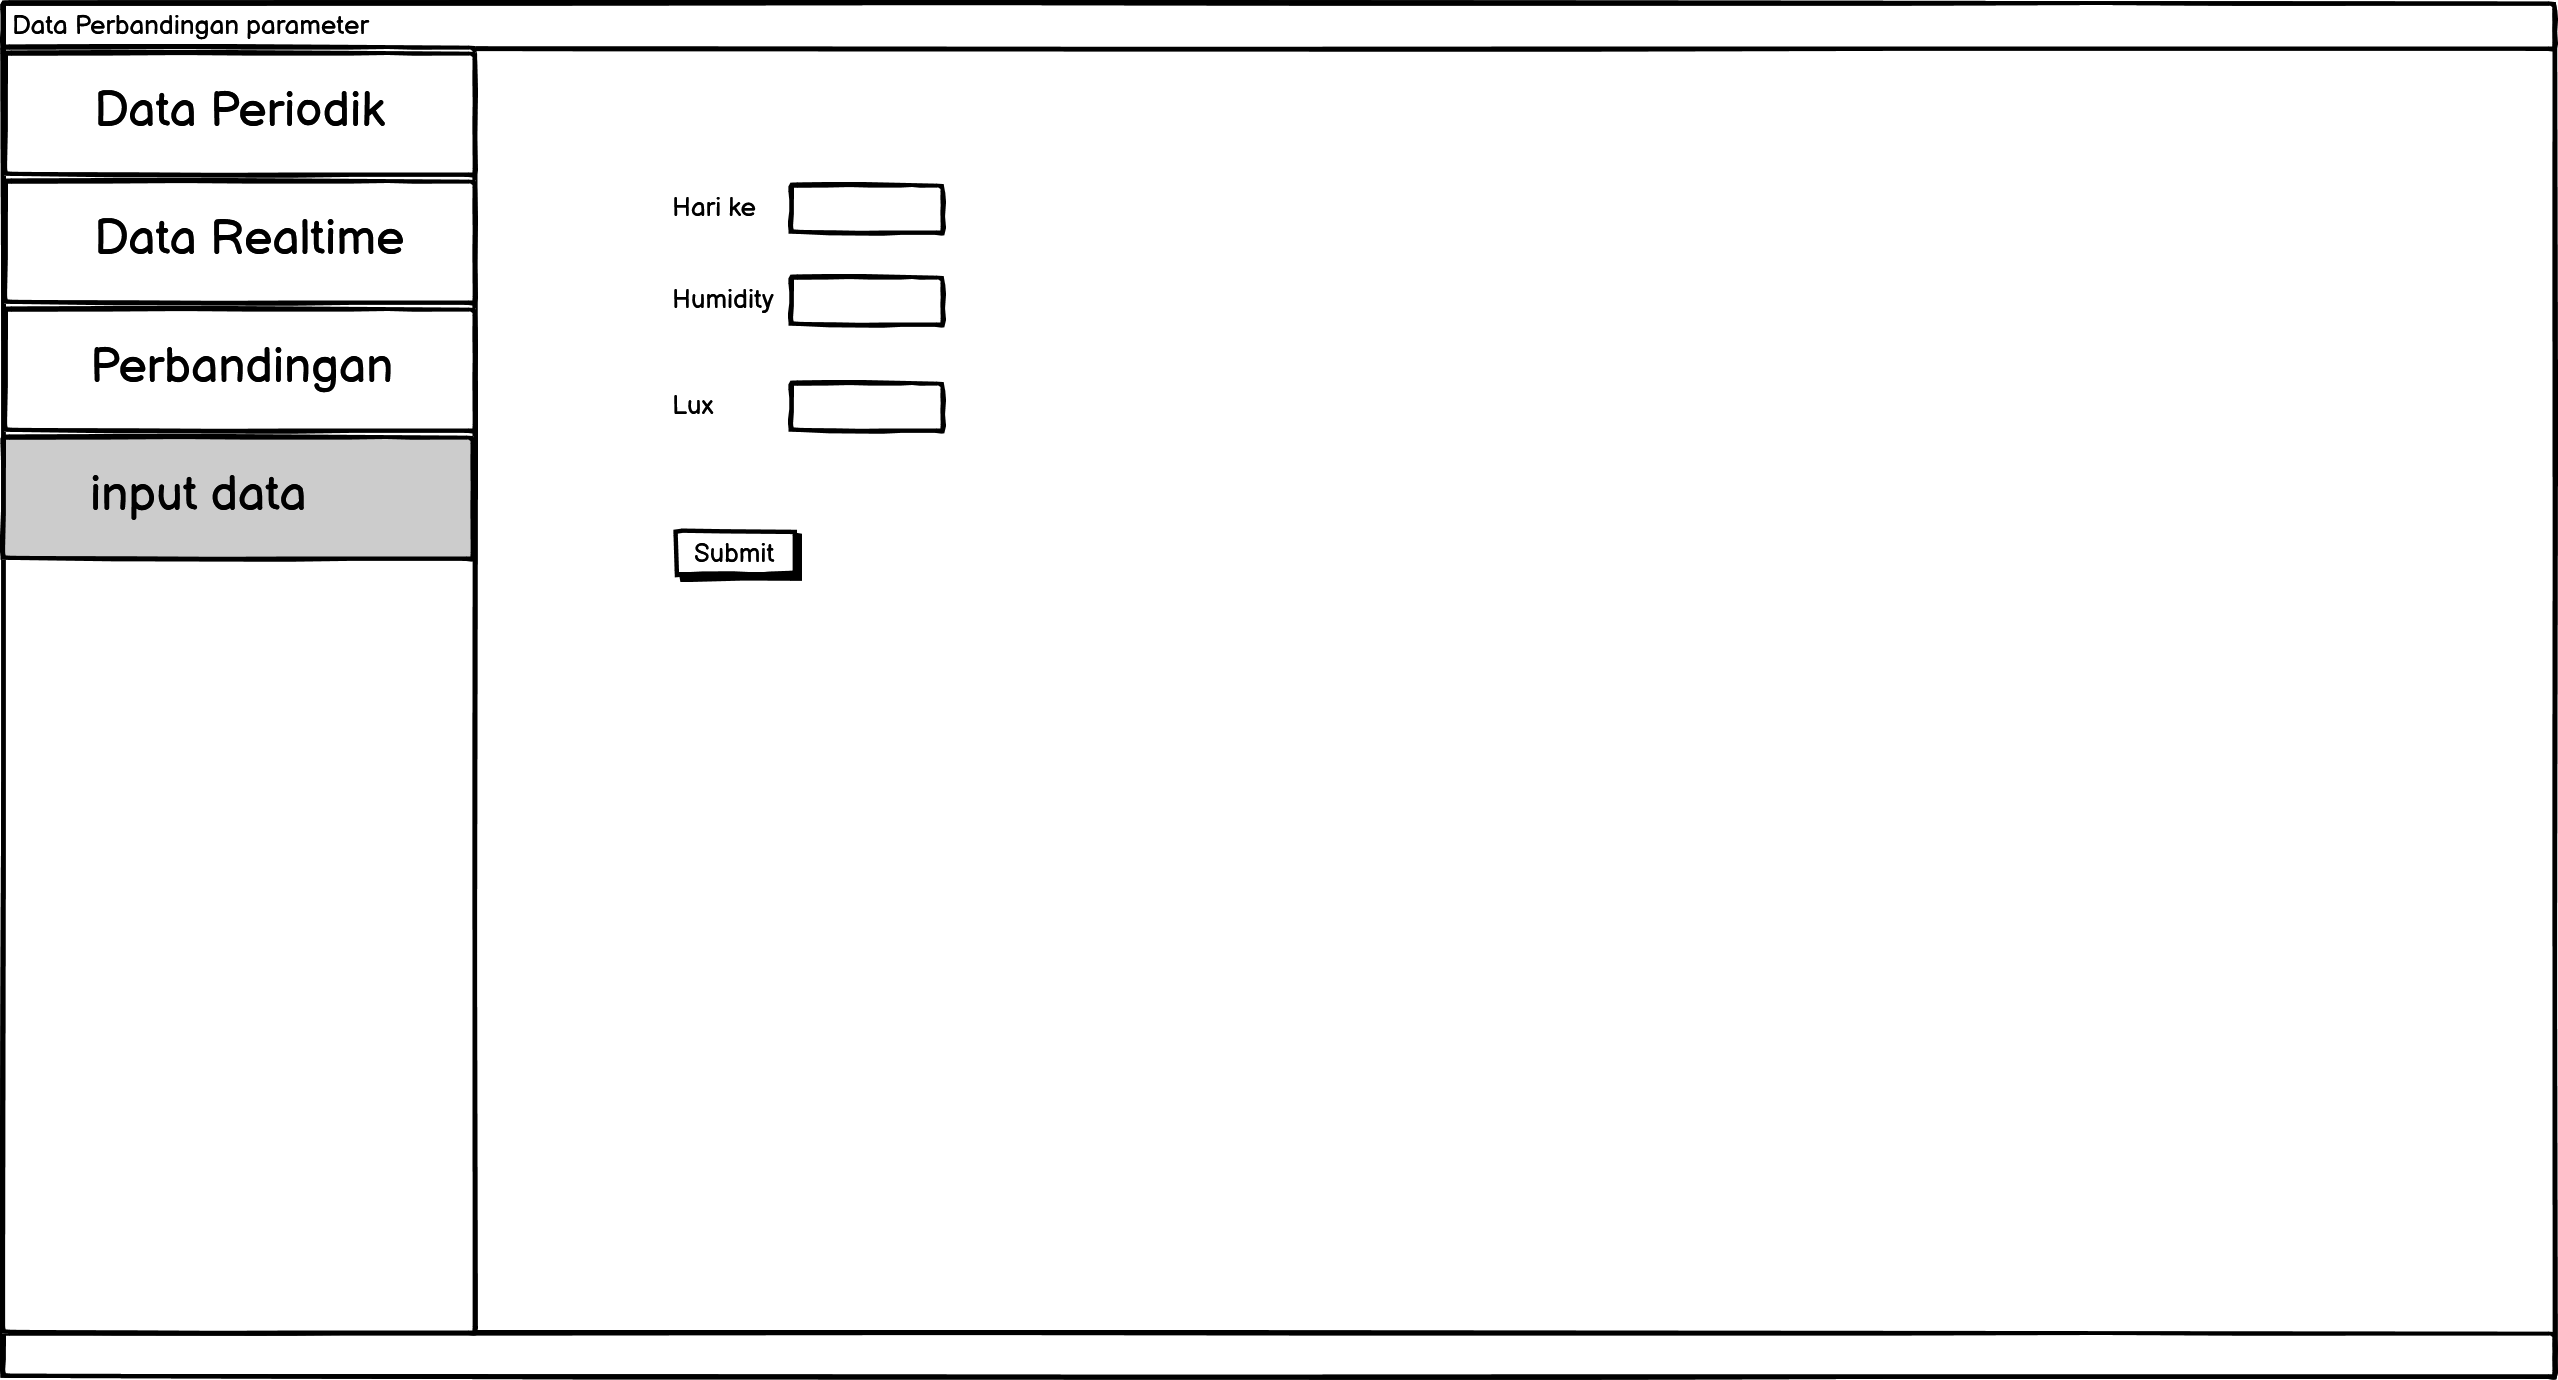 Data Perbandingan parameter
Data Periodik
Data Realtime
Perbandingan
input data
Hari ke
Humidity
Lux
Submit